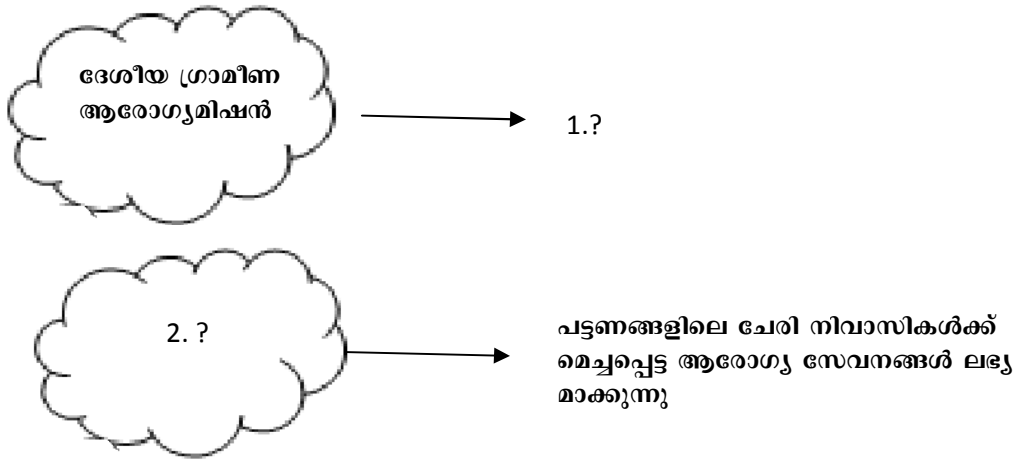 ദേശീയ ഗ്രാമീണ
ആരോഗ്യമിഷൻ
1.?
2. ?
പട്ടണങ്ങളിലെ ചേരി നിവാസികൾക്ക്
മെച്ചപ്പെട്ട ആരോഗ്യ സേവനങ്ങൾ ലഭ്യ
മാക്കുന്നു